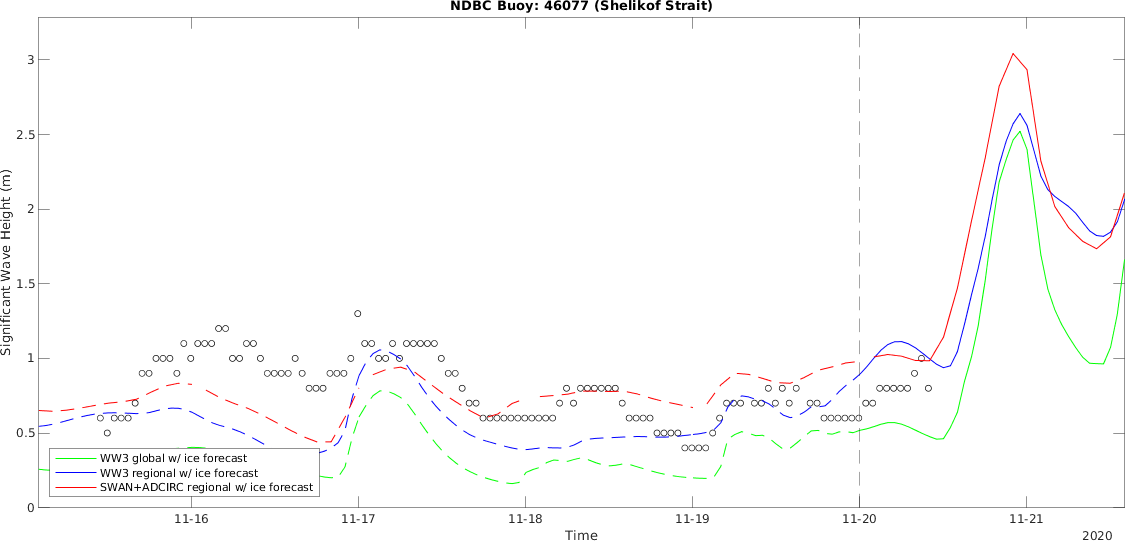 NDBC Buoy: 46077 (Shelikof Strait)
Significant Wave Height (m)
3
2.5
2
1.5
1
0.5
0
WW3 global w/ ice forecast
WW3 regional w/ ice forecast
SWAN+ADCIRC regional w/ ice forecast
11-16
11-17
11-18
11-19
11-20
11-21
Time
2020